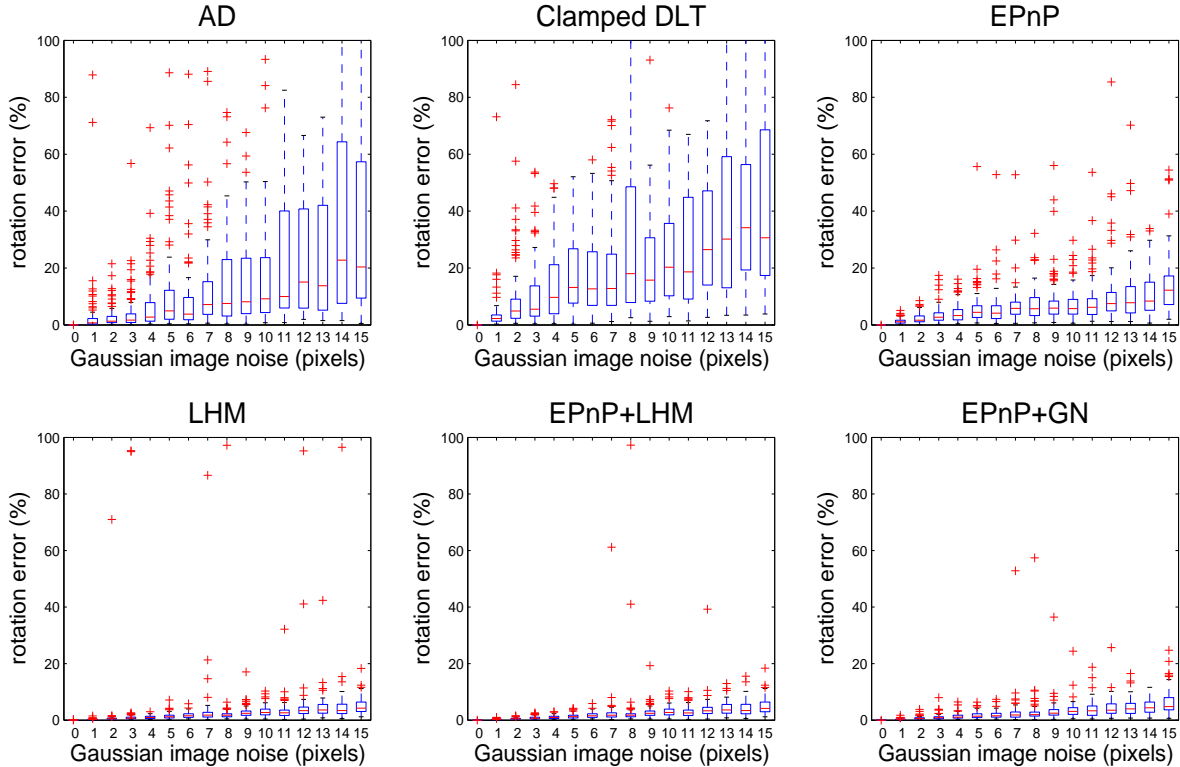 AD
Clamped DLT
EPnP
rotation error (%)
100
80
60
40
20
0
0 1 2 3 4 5 6 7 8 9 10 11 12 13 14 15
Gaussian image noise (pixels)
rotation error (%)
100
80
60
40
20
0
0 1 2 3 4 5 6 7 8 9 10 11 12 13 14 15
Gaussian image noise (pixels)
rotation error (%)
100
80
60
40
20
0
0 1 2 3 4 5 6 7 8 9 10 11 12 13 14 15
Gaussian image noise (pixels)
LHM
EPnP+LHM
EPnP+GN
rotation error (%)
100
80
60
40
20
0
0 1 2 3 4 5 6 7 8 9 10 11 12 13 14 15
Gaussian image noise (pixels)
rotation error (%)
100
80
60
40
20
0
0 1 2 3 4 5 6 7 8 9 10 11 12 13 14 15
Gaussian image noise (pixels)
rotation error (%)
100
80
60
40
20
0
0 1 2 3 4 5 6 7 8 9 10 11 12 13 14 15
Gaussian image noise (pixels)